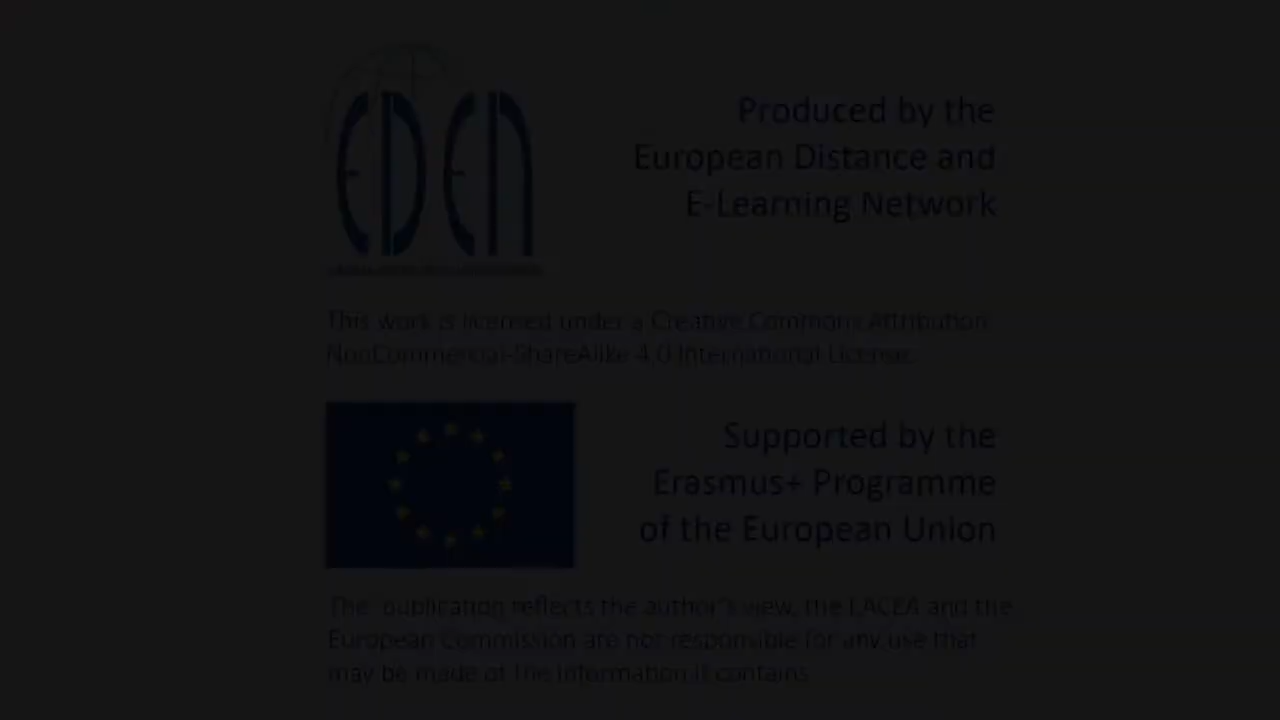 EDEN
Produced by the
European Distance and
E-Learning Network
This work is licensed under a Creative Commons Attribution
NonCommercial-ShareAlike 4.0 International License.
Supported by the
Erasmus+ Programme
of the European Union
The publication reflects the author's view, the EACEA and the
European Commission are not responsible for any use that
may be made of the information it contains